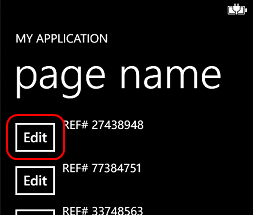 MY APPLICATION
page name
Edit REF# 27438948
Edit REF# 77384751
REF# 33748563